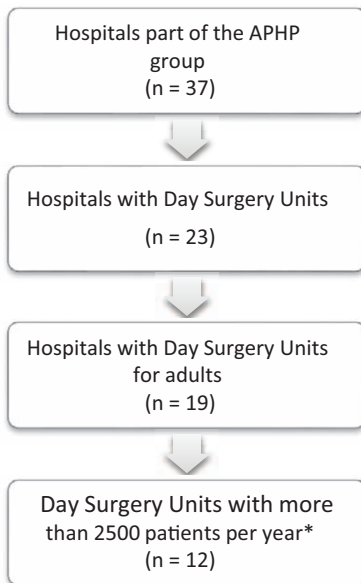 Hospitals part of the APHP
group
(n = 37)
Hospitals with Day Surgery Units
(n = 23)
Hospitals with Day Surgery Units
for adults
(n = 19)
Day Surgery Units with more
than 2500 patients per year*
(n = 12)